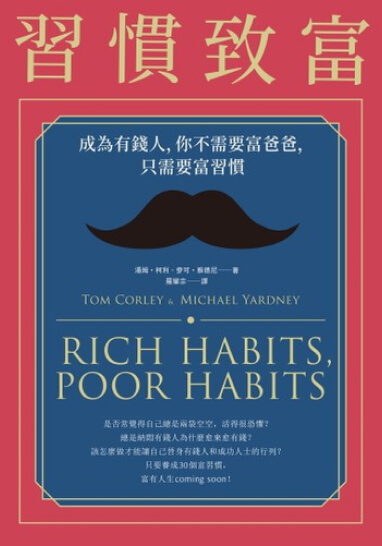 習慣致富
成為有錢人,你不需要富爸爸,
只需要富習慣
湯姆・柯利、麥可・雅德尼——著
羅耀宗——譯
TOM CORLEY & MICHAEL YARDNEY
RICH HABITS,
POOR HABITS
是否常覺得自己總是兩袋空空,活得很恐懼?
總是納悶有錢人為什麼愈來愈有錢?
該怎麼做才能讓自己晉身有錢人和成功人士的行列?
只要養成30個富習慣,
富有人生coming soon!